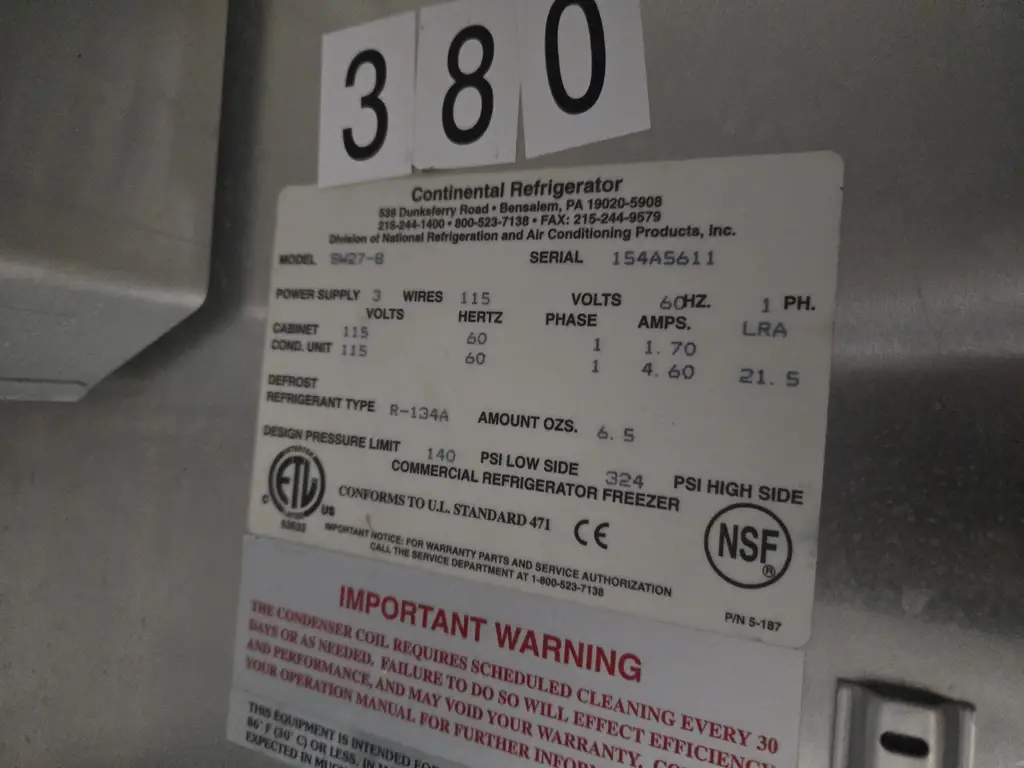 380
Continental Refrigerator
539 Dunksferry Road • Bensalem, PA 19020-5908
215-244-1400 • 800-523-7138 • FAX: 215-244-9579
Division of National Refrigeration and Air Conditioning Products, Inc.
MODEL SW27-8 SERIAL 154A5611
POWER SUPPLY 3 WIRES 115 VOLTS 60HZ. 1 PH.
VOLTS HERTZ PHASE AMPS. LRA
CABINET 115 60 1 1.70
COND. UNIT 115 60 1 4.60 21.5
DEFROST
REFRIGERANT TYPE R-134A AMOUNT OZS. 6.5
DESIGN PRESSURE LIMIT 140 PSI LOW SIDE 324 PSI HIGH SIDE
COMMERCIAL REFRIGERATOR FREEZER
ETL
C US
CONFORMS TO U.L. STANDARD 471 CE
NSF®
IMPORTANT NOTICE: FOR WARRANTY PARTS AND SERVICE AUTHORIZATION
CALL THE SERVICE DEPARTMENT AT 1-800-523-7138
P/N 5-187
IMPORTANT WARNING
THE CONDENSER COIL REQUIRES SCHEDULED CLEANING EVERY 30
DAYS OR AS NEEDED, FAILURE TO DO SO WILL EFFECT EFFICIENCY
AND PERFORMANCE, AND MAY VOID YOUR WARRANTY.
YOUR OPERATION MANUAL FOR FURTHER
THIS EQUIPMENT IS INTENDED
86° F (30° C) OR LESS.
EXPECTED IN